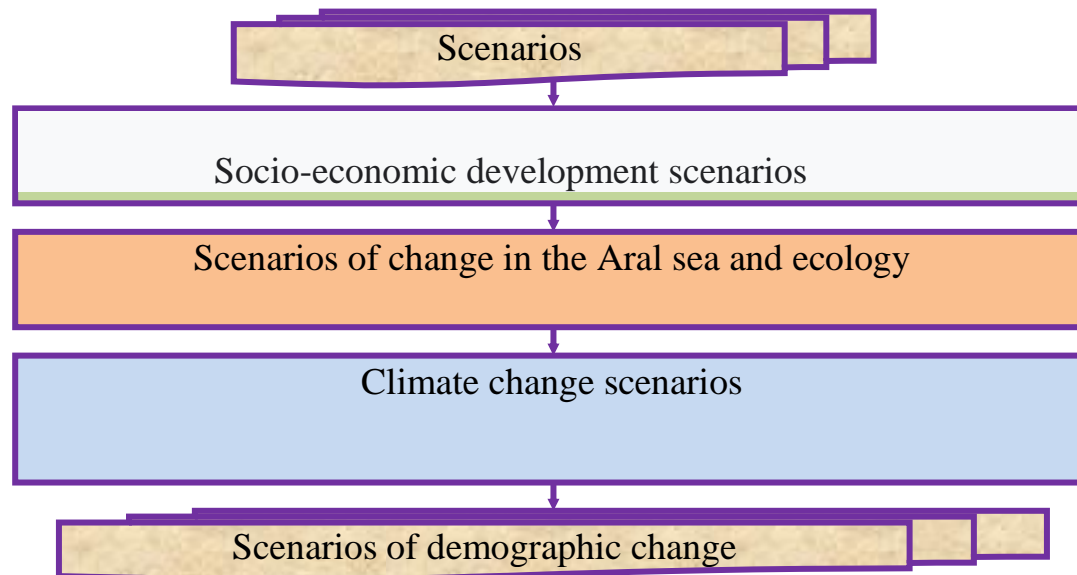 Scenarios
Socio-economic development scenarios
Scenarios of change in the Aral sea and ecology
Climate change scenarios
Scenarios of demographic change